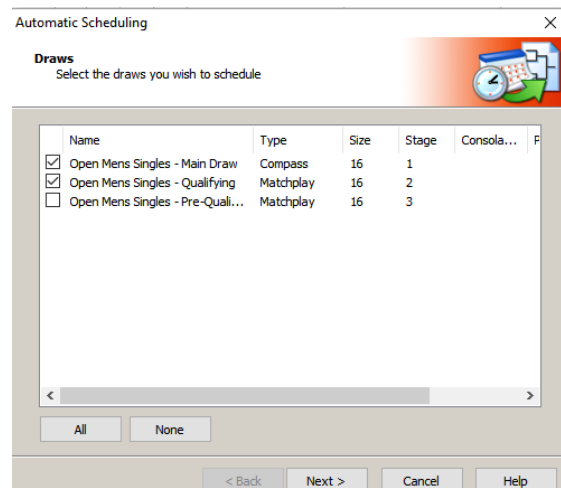 Automatic Scheduling
Draws
Select the draws you wish to schedule
Name Type Size Stage Consola... F
Open Mens Singles - Main Draw Compass 16 1
Open Mens Singles - Qualifying Matchplay 16 2
Open Mens Singles - Pre-Quali... Matchplay 16 3
All None
< Back Next > Cancel Help